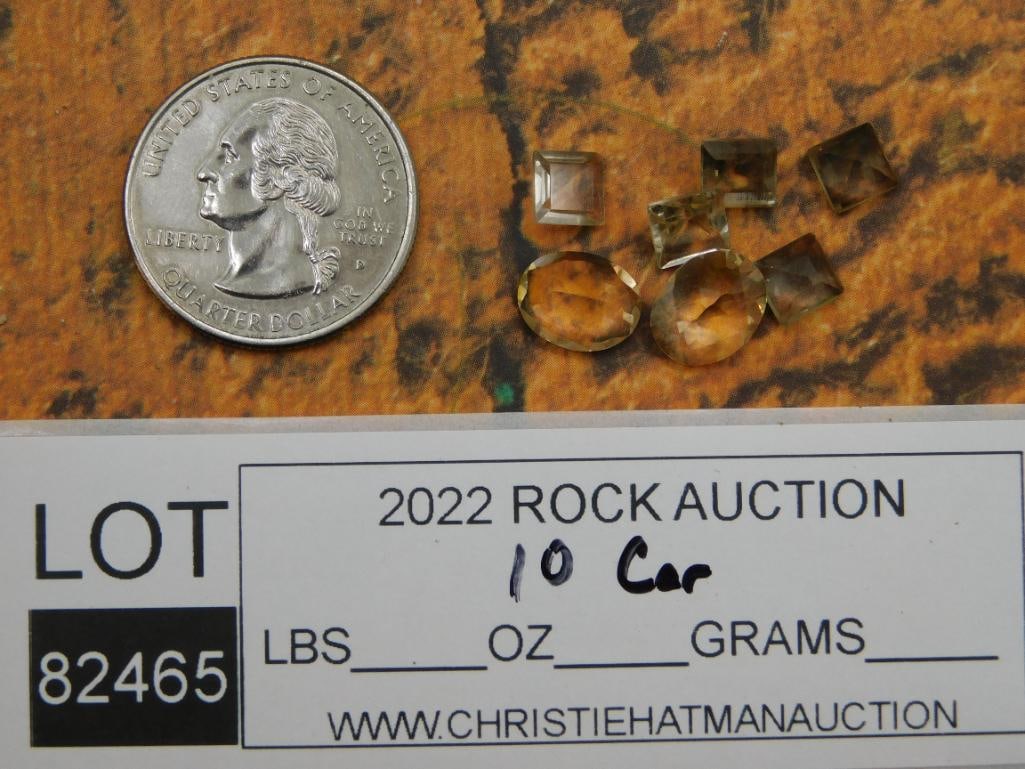 UNITED STATES OF AMERICA
LIBERTY
IN
GOD WE
TRUST
D
QUARTER DOLLAR
LOT
82465
2022 ROCK AUCTION
10 Car
LBS_____OZ_____GRAMS_____
WWW.CHRISTIEHATMANAUCTION